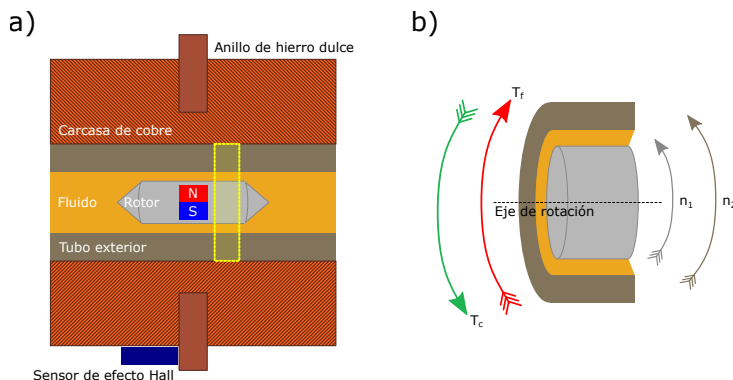 a)
Anillo de hierro dulce
Carcasa de cobre
Fluido
Rotor
N
S
Tubo exterior
Sensor de efecto Hall
b)
T_f
Eje de rotación
n_1
n_2
T_c